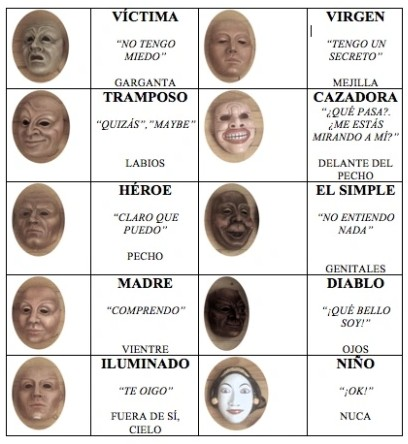 VÍCTIMA
"NO TENGO
MIEDO"
GARGANTA
VIRGEN
"TENGO UN
SECRETO"
MEJILLA
TRAMPOSO
"QUIZÁS","MAYBE"
LABIOS
CAZADORA
"¿QUÉ PASA?.
¿ME ESTÁS
MIRANDO A MÍ?"
DELANTE DEL
PECHO
HÉROE
"CLARO QUE
PUEDO"
PECHO
EL SIMPLE
"NO ENTIENDO
NADA"
GENITALES
MADRE
"COMPRENDO"
VIENTRE
DIABLO
"¡QUÉ BELLO
SOY!"
OJOS
ILUMINADO
"TE OIGO"
FUERA DE SÍ,
CIELO
NIÑO
"¡OK!"
NUCA